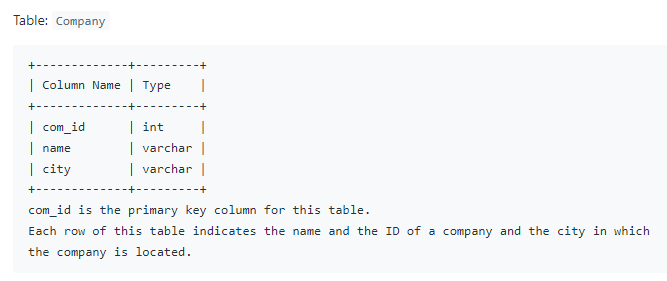 Table: Company
+-------------+---------+
| Column Name | Type    |
+-------------+---------+
| com_id      | int     |
| name        | varchar |
| city        | varchar |
+-------------+---------+
com_id is the primary key column for this table.
Each row of this table indicates the name and the ID of a company and the city in which
the company is located.